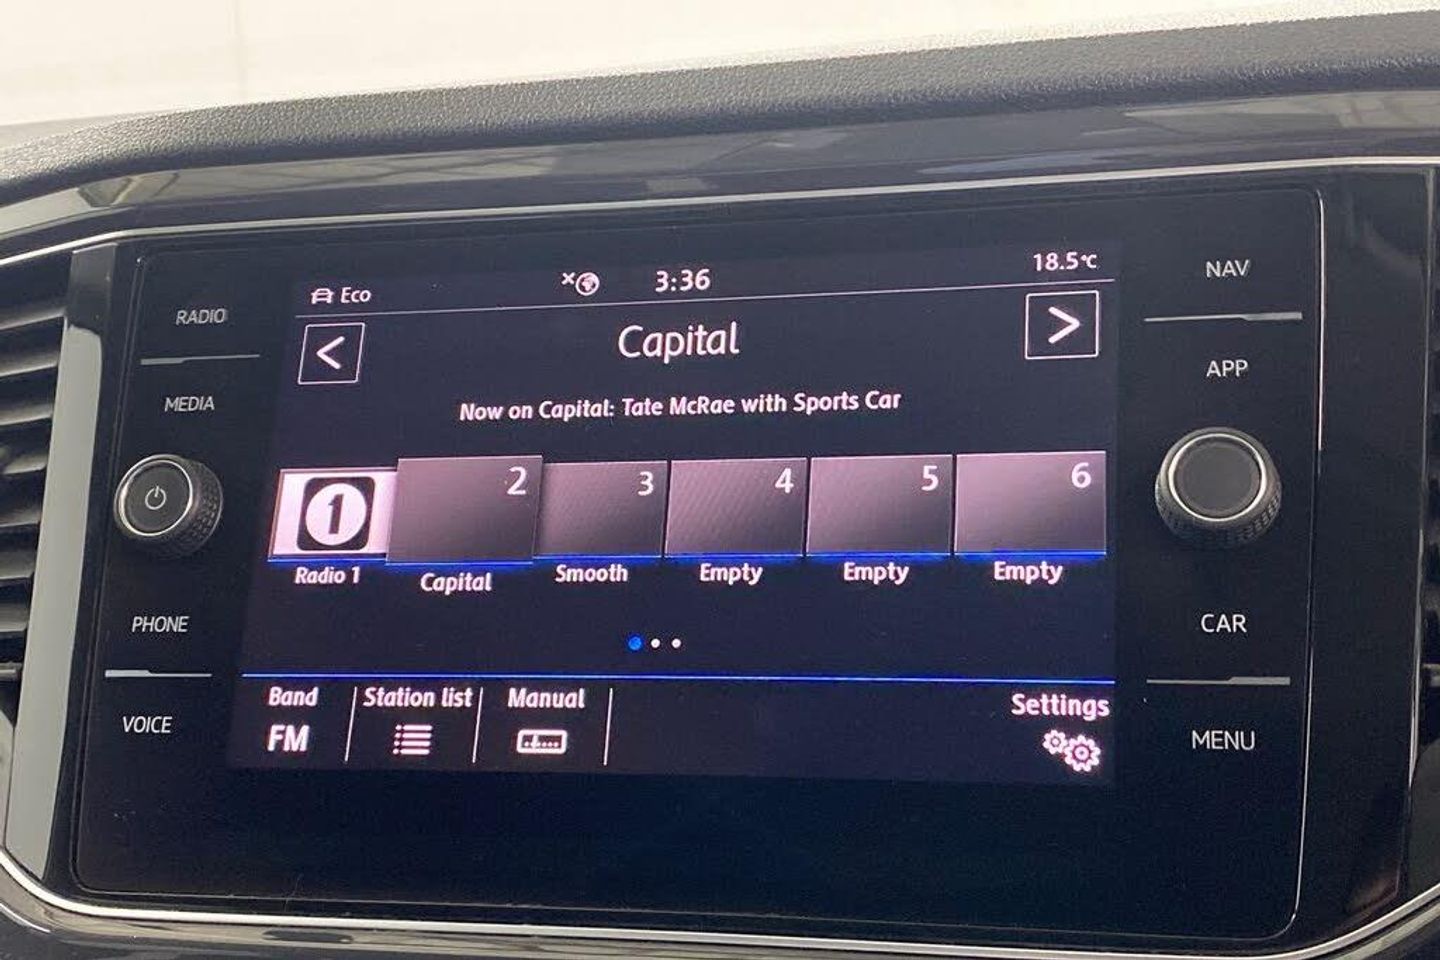 Eco 3:36 18.5°C
< Capital >
Now on Capital: Tate McRae with Sports Car
1 2 3 4 5 6
Radio 1 Capital Smooth Empty Empty Empty
Band Station list Manual Settings
FM
RADIO
MEDIA
PHONE
VOICE
NAV
APP
CAR
MENU